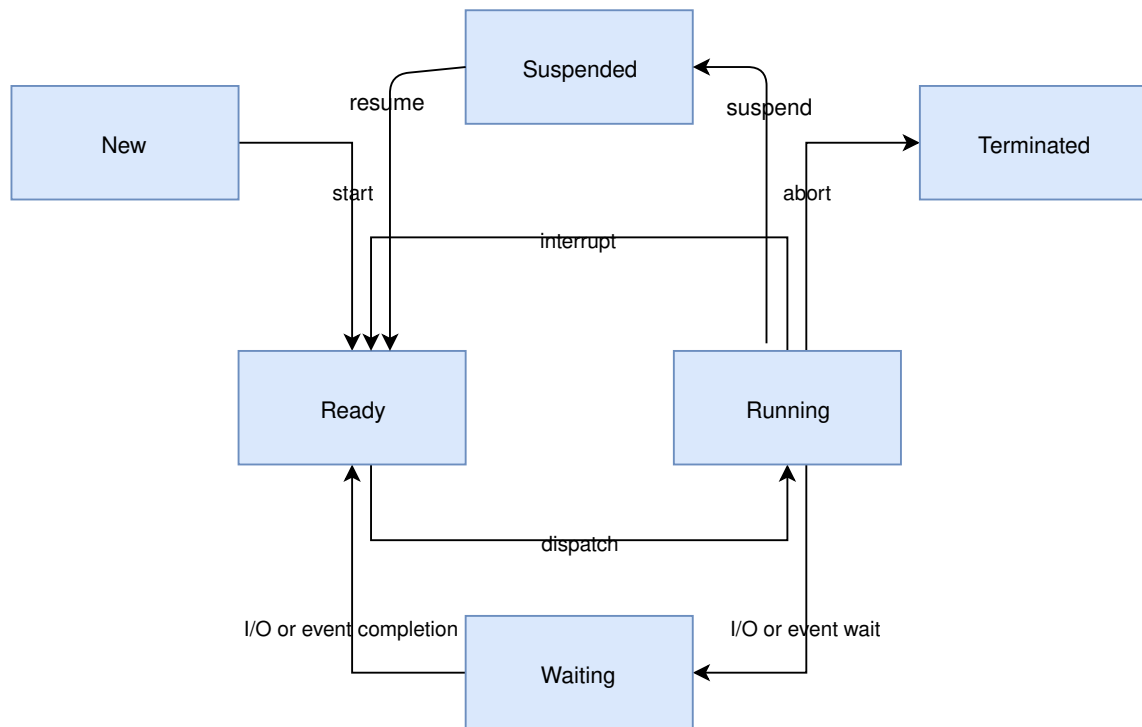 Suspended
resume
suspend
New
Terminated
start
abort
interrupt
Ready
Running
dispatch
I/O or event completion
I/O or event wait
Waiting